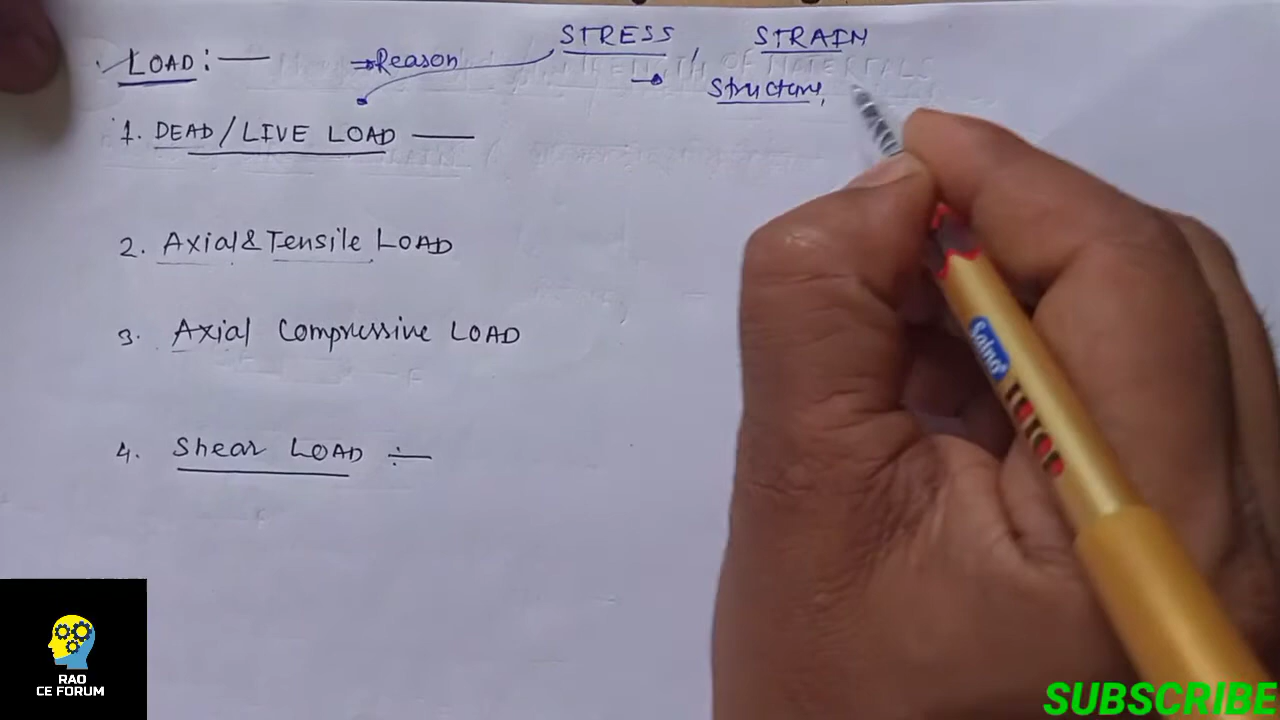 STRESS, STRAIN
LOAD :— ⇒Reason
Structure,
1. DEAD/LIVE LOAD —
2. Axial & Tensile LOAD
3. Axial Compressive LOAD
4. Shear LOAD ÷
Saino
RAO
CE FORUM
SUBSCRIBE